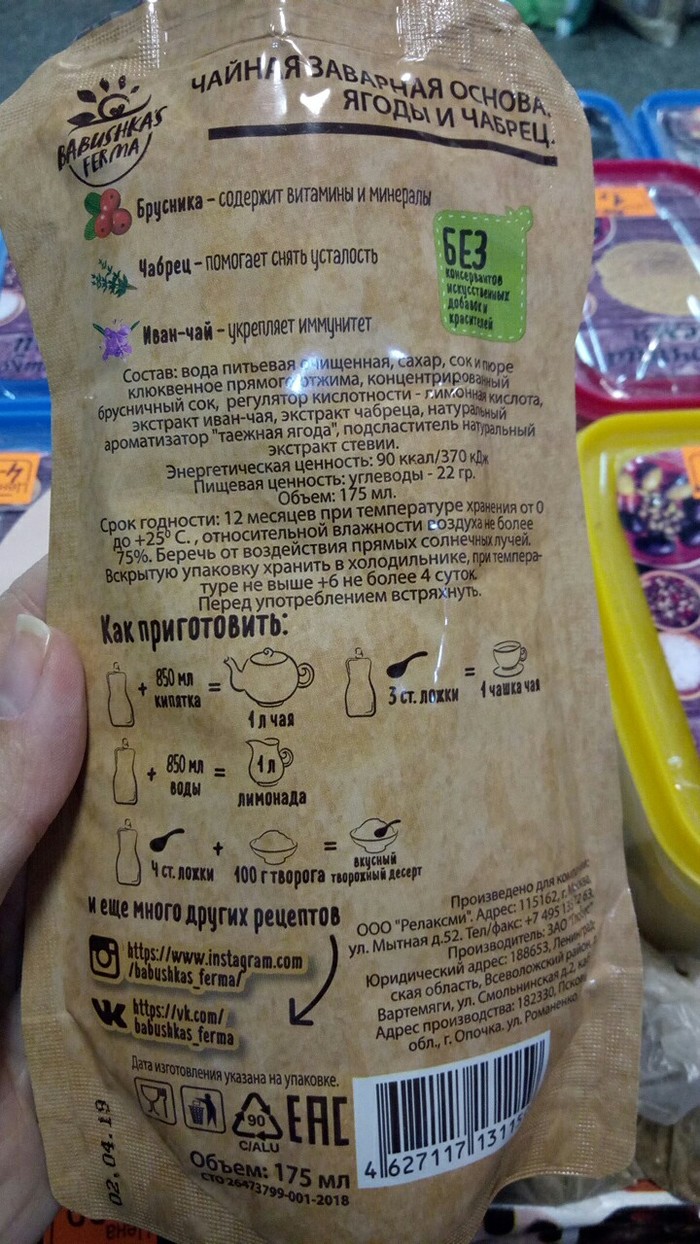 BABUSHKAS
FERMA
ЧАЙНАЯ ЗАВАРНАЯ ОСНОВА.
ЯГОДЫ И ЧАБРЕЦ.
Брусника – содержит витамины и минералы
Чабрец – помогает снять усталость
Иван-чай – укрепляет иммунитет
БЕЗ
консервантов
искусственных
добавок и
красителей
Состав: вода питьевая очищенная, сахар, сок и пюре
клюквенное прямого отжима, концентрированный
брусничный сок, регулятор кислотности - лимонная кислота,
экстракт иван-чая, экстракт чабреца, натуральный
ароматизатор "таежная ягода", подсластитель натуральный
экстракт стевии.
Энергетическая ценность: 90 ккал/370 кДж
Пищевая ценность: углеводы - 22 гр.
Объем: 175 мл.
Срок годности: 12 месяцев при температуре хранения от 0
до +25° С. , относительной влажности воздуха не более
75%. Беречь от воздействия прямых солнечных лучей.
Вскрытую упаковку хранить в холодильнике, при темпера-
туре не выше +6 не более 4 суток.
Перед употреблением встряхнуть.
Как приготовить:
+ 850 мл кипятка = 1 л чая
3 ст. ложки = 1 чашка чая
+ 850 мл воды = 1 л лимонада
4 ст. ложки + 100 г творога = вкусный творожный десерт
и еще много других рецептов
https://www.instagram.com
/babushkas_ferma/
https://vk.com/
babushkas_ferma
Произведено для
ООО "Релаксми". Адрес: 115162, г. Москва,
ул. Мытная д.52. Тел/факс: +7 495
Производитель: ЗАО
Юридический адрес: 188653, Ленинград-
ская область, Всеволожский район,
Вартемяги, ул. Смольнинская д.2,
Адрес производства: 182330, Псков
обл., г. Опочка. ул. Романенко
Дата изготовления указана на упаковке.
90
C/ALU
EAC
Объем: 175 мл
СТО 26473799-001-2018
4 627117 1311
02.04.19
Цена